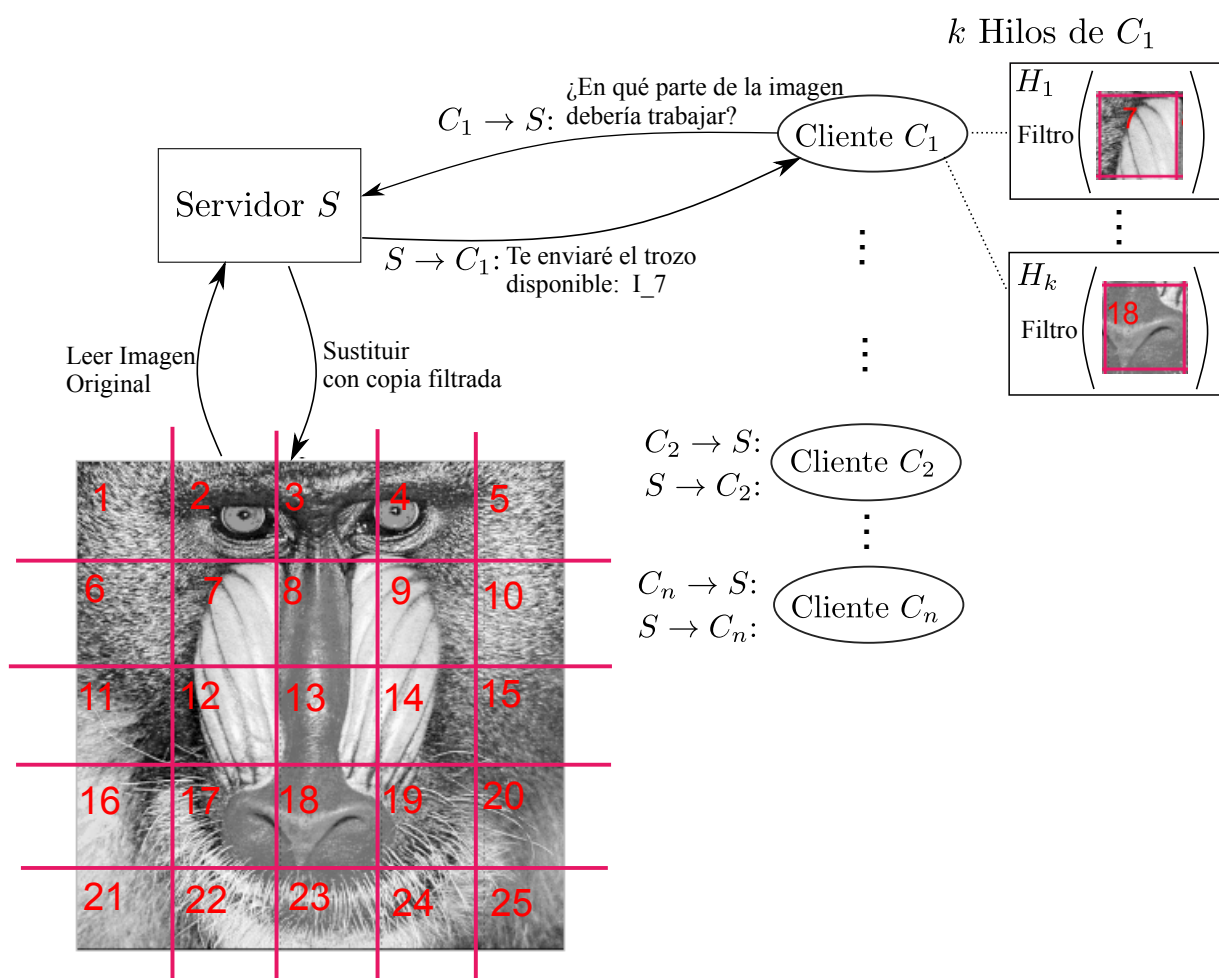 k Hilos de C₁
¿En qué parte de la imagen
C₁ → S: debería trabajar?
Cliente C₁
H₁
Filtro
7
Servidor S
S → C₁: Te enviaré el trozo
disponible: I_7
Hₖ
Filtro
18
Leer Imagen
Original
Sustituir
con copia filtrada
C₂ → S:
S → C₂:
Cliente C₂
Cₙ → S:
S → Cₙ:
Cliente Cₙ
1 2 3 4 5
6 7 8 9 10
11 12 13 14 15
16 17 18 19 20
21 22 23 24 25